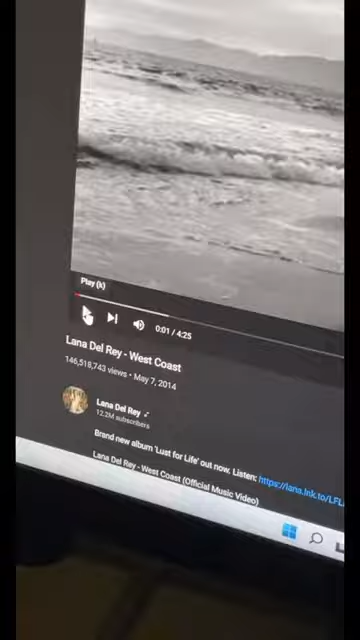 Play (k)
0:01 / 4:25
Lana Del Rey - West Coast
146,518,743 views • May 7, 2014
Lana Del Rey
12.2M subscribers
Brand new album 'Lust for Life' out now. Listen: https://lana.lnk.to/LFL
Lana Del Rey - West Coast (Official Music Video)